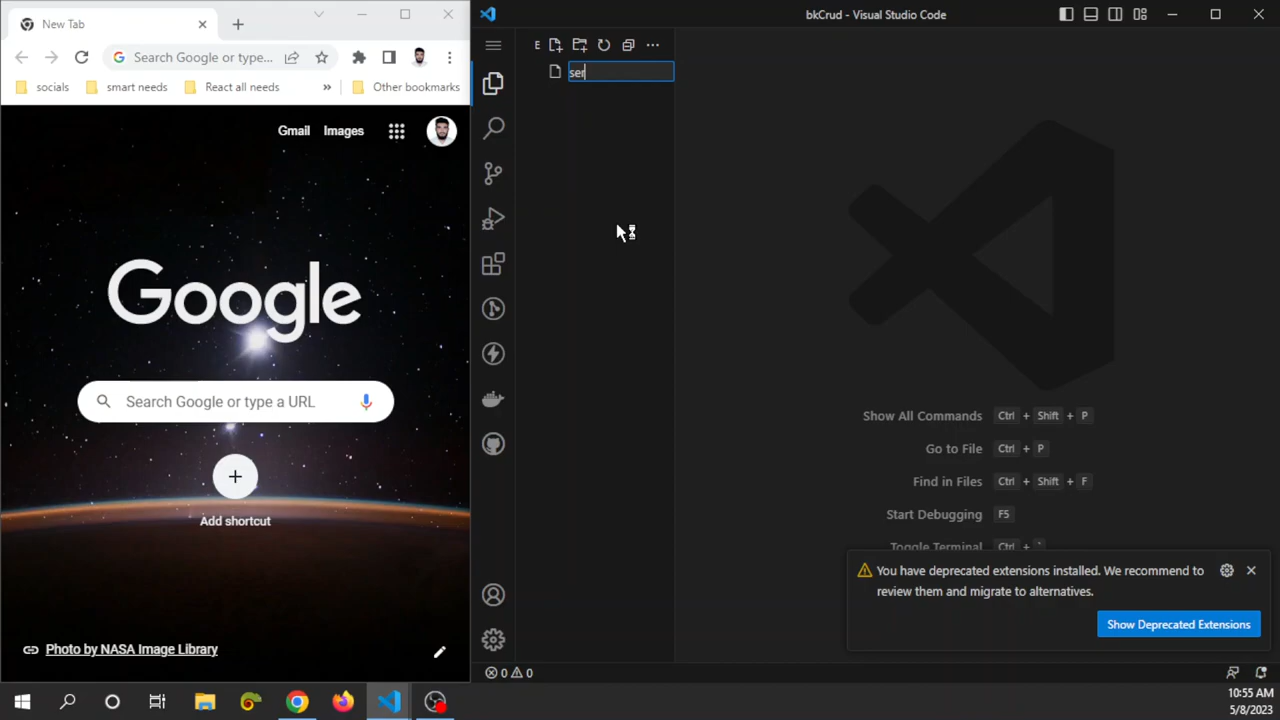 New Tab
Search Google or type...
socials
smart needs
React all needs
»
Other bookmarks
Gmail
Images
Google
Search Google or type a URL
Add shortcut
Photo by NASA Image Library
bkCrud - Visual Studio Code
E
ser
Show All Commands Ctrl + Shift + P
Go to File Ctrl + P
Find in Files Ctrl + Shift + F
Start Debugging F5
Toggle Terminal Ctrl + `
You have deprecated extensions installed. We recommend to
review them and migrate to alternatives.
Show Deprecated Extensions
0 0
10:55 AM
5/8/2023